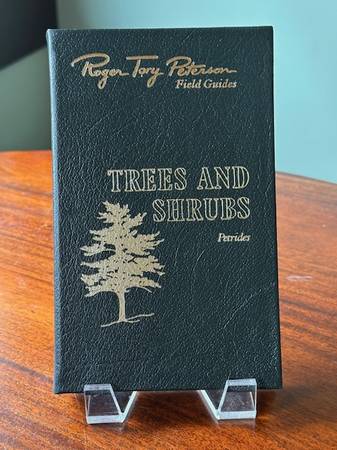 Roger Tory Peterson
Field Guides
TREES AND
SHRUBS
Petrides